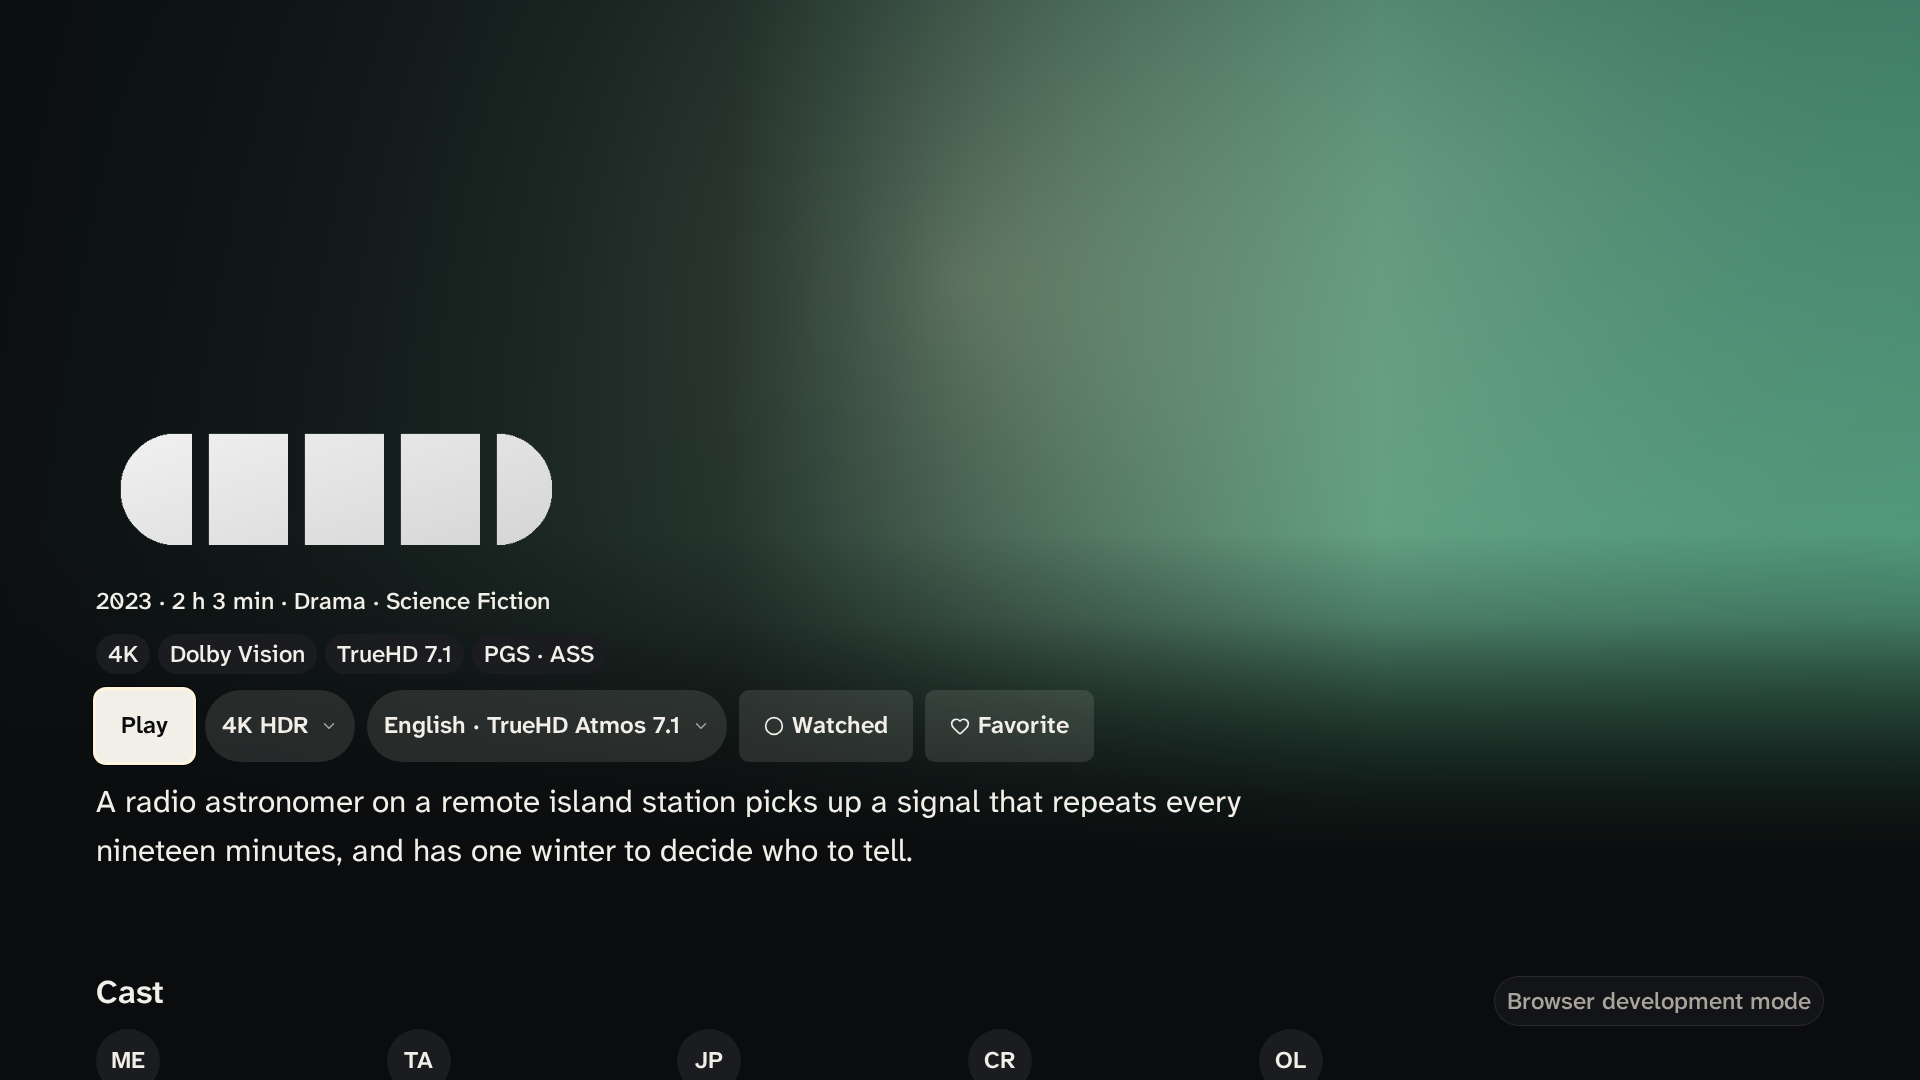 2023 · 2 h 3 min · Drama · Science Fiction
4K Dolby Vision TrueHD 7.1 PGS · ASS
Play 4K HDR English · TrueHD Atmos 7.1 Watched Favorite
A radio astronomer on a remote island station picks up a signal that repeats every
nineteen minutes, and has one winter to decide who to tell.
Cast
Browser development mode
ME TA JP CR OL